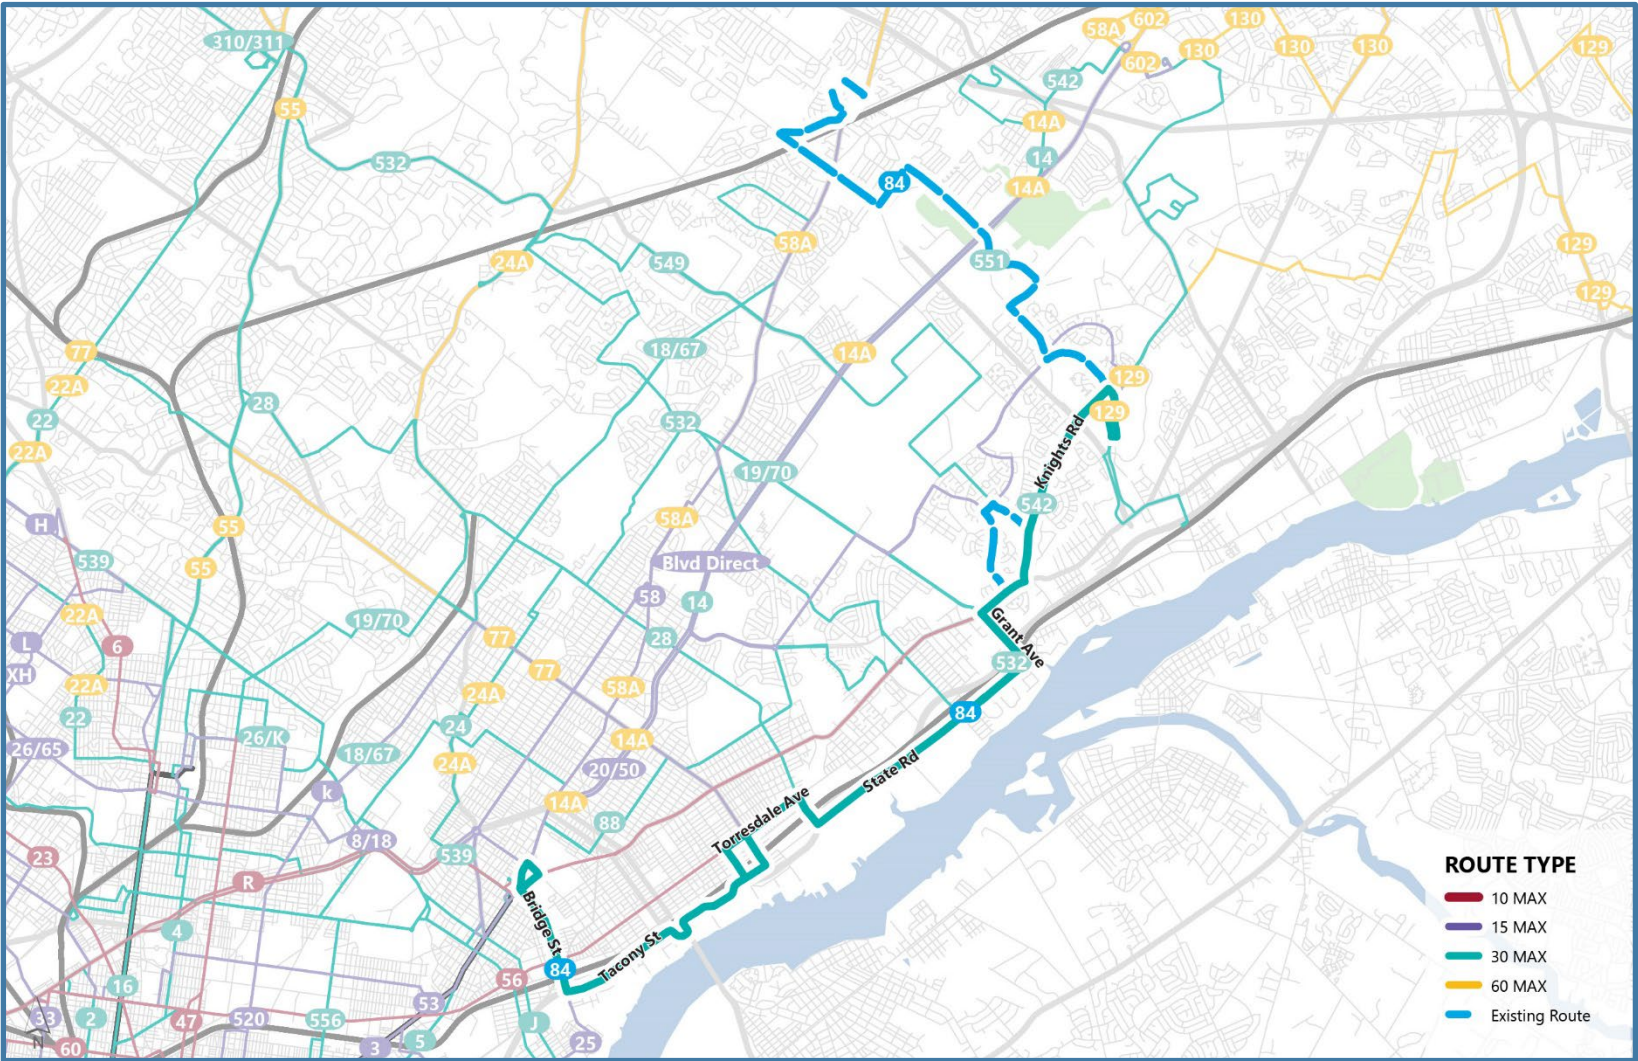 310/311
58A
602
130
602
130
130
130
129
55
542
532
14A
14
84
14A
58A
129
24A
549
551
129
77
22A
18/67
14A
129
22
28
129
22A
532
Knights Rd
19/70
542
H
55
58A
539
55
Blvd Direct
58
14
22A
19/70
L
6
77
28
Grant Ave
XH
22A
77
532
24A
58A
22
24
84
26/K
14A
26/65
18/67
24A
20/50
State Rd
k
14A
Torresdale Ave
88
8/18
23
539
R
ROUTE TYPE
10 MAX
Bridge St
15 MAX
4
Tacony St
30 MAX
84
56
16
60 MAX
53
33
2
47
520
556
J
Existing Route
N
60
3
5
25